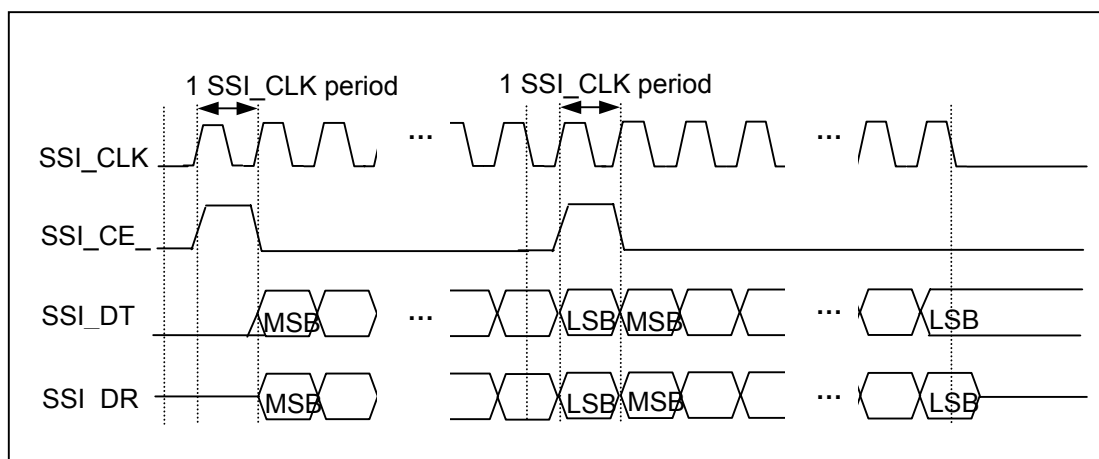 1 SSI_CLK period
1 SSI_CLK period
SSI_CLK
...
...
SSI_CE_
SSI_DT
MSB
...
LSB
MSB
...
LSB
SSI_DR
MSB
LSB
MSB
...
LSB